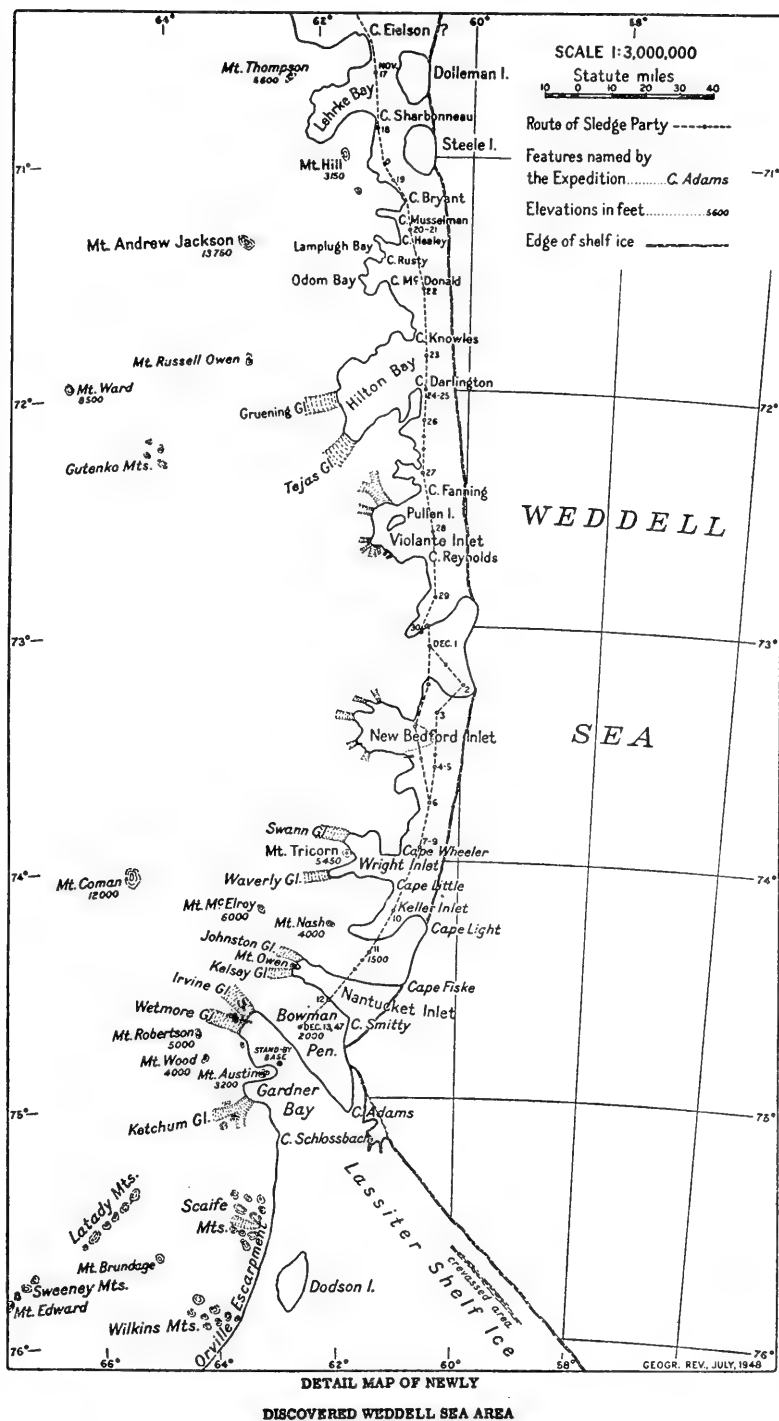 64° 62° 60°
C. Eielson ?
SCALE 1:3,000,000
Statute miles
10 0 10 20 30 40
Route of Sledge Party
Features named by
the Expedition..........C. Adams
Elevations in feet..............5600
Edge of shelf ice
Mt. Thompson
5600
NOV.
17
Dolleman I.
Lehrke Bay
C. Sharbonneau
18
Steele I.
Mt. Hill
3150
71° 71°
19
C. Bryant
C. Musselman
20-21
Mt. Andrew Jackson
13750
Lamplugh Bay
C. Healey
C. Rusty
Odom Bay
C. McDonald
22
C. Knowles
Mt. Russell Owen
23
Hilton Bay
Mt. Ward
8500
C. Darlington
24-25
72° 72°
Gruening Gl.
26
Gutenko Mts.
Tejas Gl.
27
C. Fanning
WEDDELL
Pullen I.
28
Violante Inlet
C. Reynolds
29
30
73° 73°
DEC. 1
2
3
New Bedford Inlet
SEA
4-5
6
Swann Gl.
7-9
Mt. Tricorn
5450
Cape Wheeler
Wright Inlet
74° 74°
Mt. Coman
12000
Waverly Gl.
Cape Little
Mt. McElroy
6000
Keller Inlet
10
Mt. Nash
4000
Cape Light
Johnston Gl.
11
1500
Mt. Owen
Kelsey Gl.
Cape Fiske
Irvine Gl.
12
Nantucket Inlet
Wetmore Gl.
Bowman
DEC. 13, 47
2000
C. Smitty
Mt. Robertson
5000
Pen.
STAND-BY
BASE
Mt. Wood
4000
Mt. Austin
3200
Gardner
Bay
75° 75°
C. Adams
Ketchum Gl.
C. Schlossbach
Lassiter Shelf Ice
crevassed area
Latady Mts.
Scaife
Mts.
Mt. Brundage
Orville Escarpment
Sweeney Mts.
Dodson I.
Mt. Edward
Wilkins Mts.
76° 76°
66° 64° 62° 60° 58°
GEOGR. REV., JULY, 1948
DETAIL MAP OF NEWLY
DISCOVERED WEDDELL SEA AREA